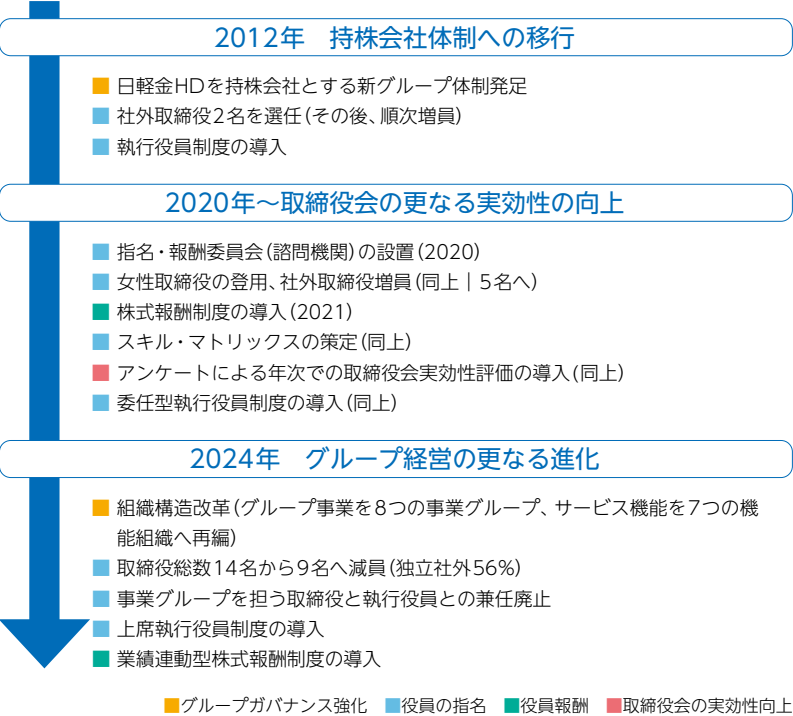 2012年　持株会社体制への移行
■ 日軽金HDを持株会社とする新グループ体制発足
■ 社外取締役2名を選任(その後、順次増員)
■ 執行役員制度の導入
2020年～取締役会の更なる実効性の向上
■ 指名・報酬委員会(諮問機関)の設置(2020)
■ 女性取締役の登用、社外取締役増員(同上｜5名へ)
■ 株式報酬制度の導入(2021)
■ スキル・マトリックスの策定(同上)
■ アンケートによる年次での取締役会実効性評価の導入(同上)
■ 委任型執行役員制度の導入(同上)
2024年　グループ経営の更なる進化
■ 組織構造改革(グループ事業を8つの事業グループ、サービス機能を7つの機
能組織へ再編)
■ 取締役総数14名から9名へ減員(独立社外56%)
■ 事業グループを担う取締役と執行役員との兼任廃止
■ 上席執行役員制度の導入
■ 業績連動型株式報酬制度の導入
■グループガバナンス強化　■役員の指名　■役員報酬　■取締役会の実効性向上